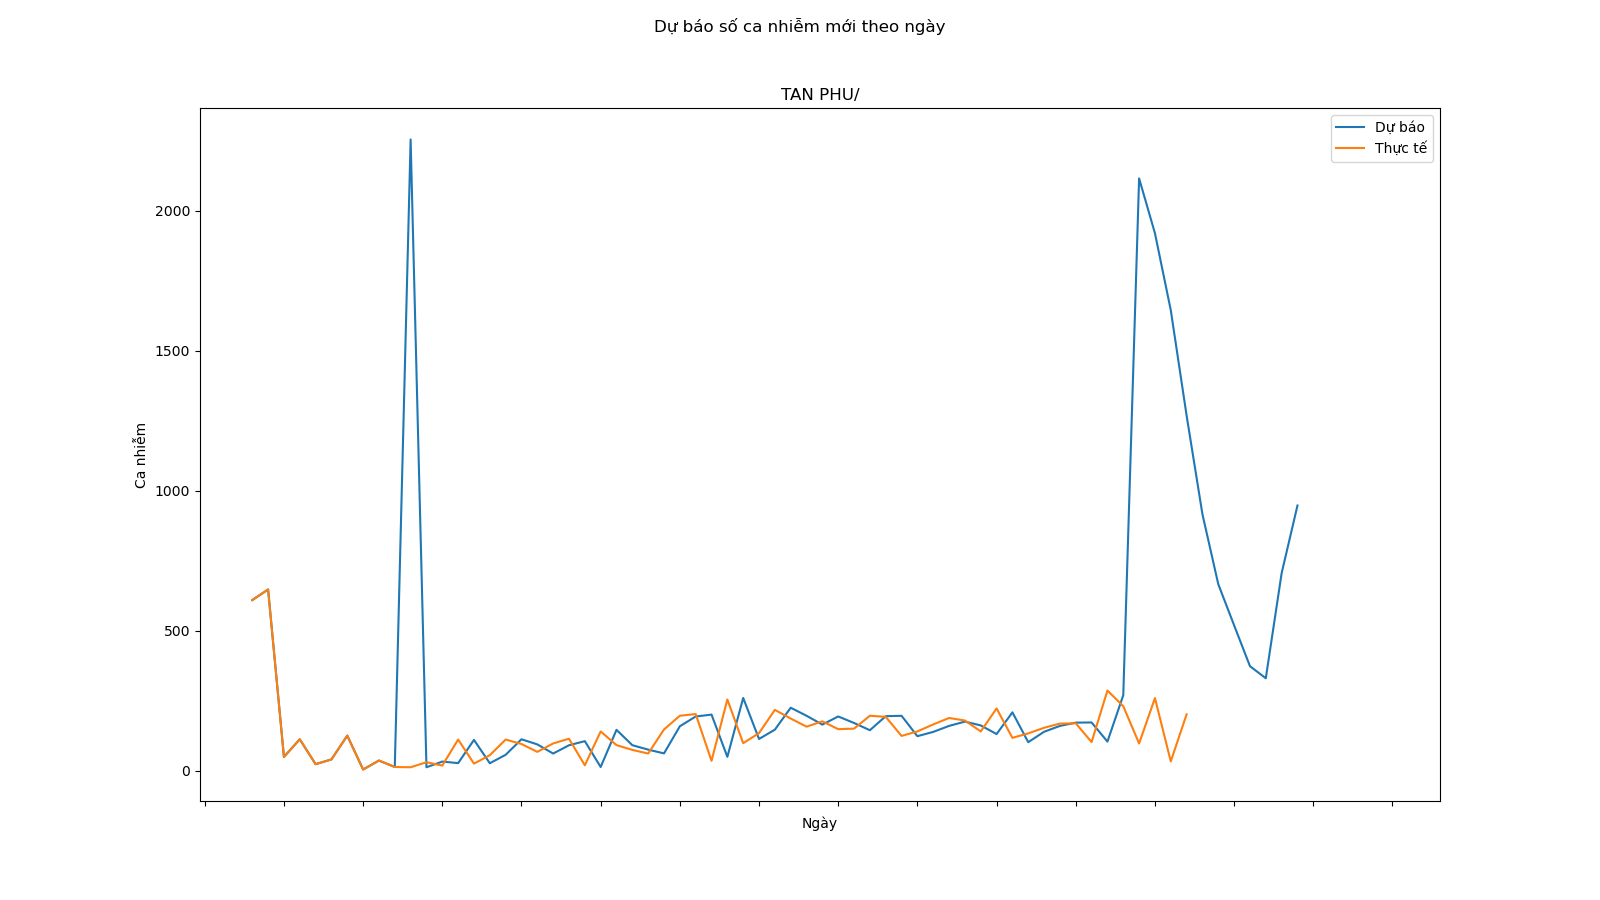 Dự báo số ca nhiễm mới theo ngày
TAN PHU/
Dự báo
Thực tế
2000
1500
1000
500
0
Ca nhiễm
Ngày